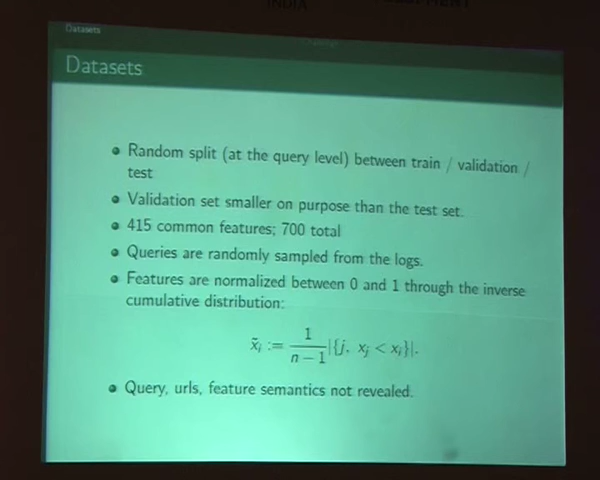 INDIA
Datasets
Datasets
Random split (at the query level) between train / validation /
test
Validation set smaller on purpose than the test set.
415 common features; 700 total
Queries are randomly sampled from the logs.
Features are normalized between 0 and 1 through the inverse
cumulative distribution:
x̃ᵢ := 1/(n − 1) |{j, xⱼ < xᵢ}|.
Query, urls, feature semantics not revealed.